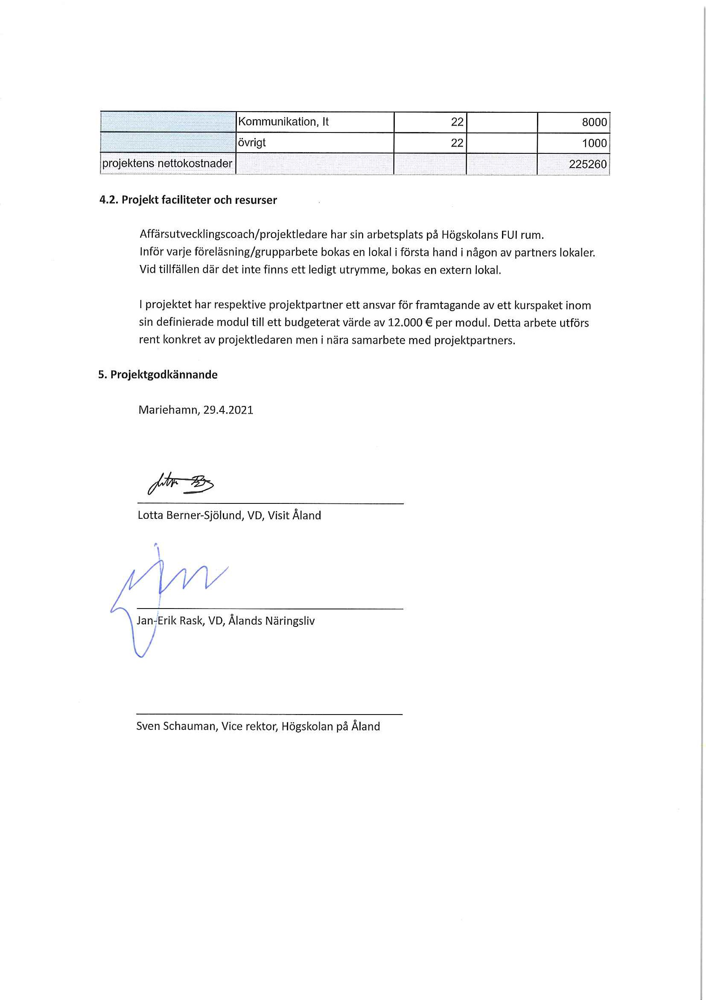 Kommunikation, It 22 8000
övrigt 22 1000
projektens nettokostnader 225260
4.2. Projekt faciliteter och resurser
Affärsutvecklingscoach/projektledare har sin arbetsplats på Högskolans FUI rum.
Inför varje föreläsning/grupparbete bokas en lokal i första hand i någon av partners lokaler.
Vid tillfällen där det inte finns ett ledigt utrymme, bokas en extern lokal.
I projektet har respektive projektpartner ett ansvar för framtagande av ett kurspaket inom
sin definierade modul till ett budgeterat värde av 12.000 € per modul. Detta arbete utförs
rent konkret av projektledaren men i nära samarbete med projektpartners.
5. Projektgodkännande
Mariehamn, 29.4.2021
Lotta Berner-Sjölund, VD, Visit Åland
Jan-Erik Rask, VD, Ålands Näringsliv
Sven Schauman, Vice rektor, Högskolan på Åland